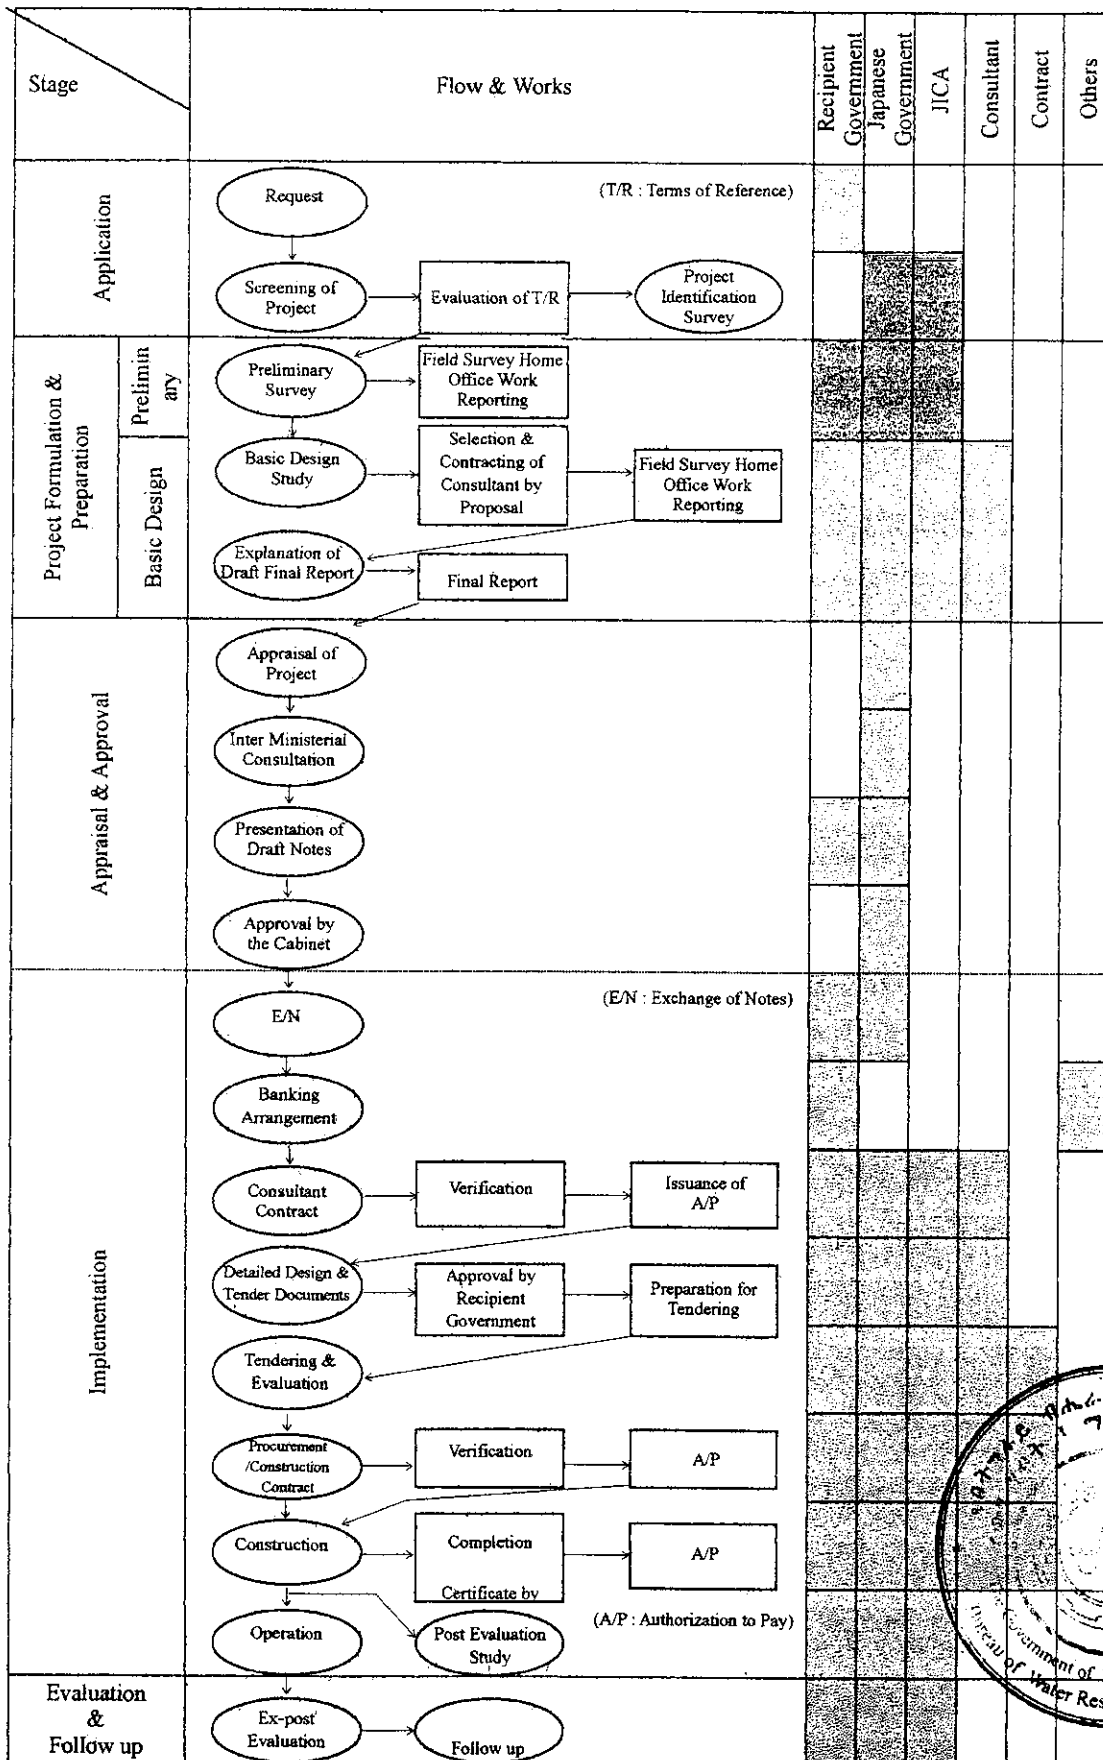 Stage
Flow & Works
Recipient
Government
Japanese
Government
JICA
Consultant
Contract
Others
Application
Request
(T/R : Terms of Reference)
Screening of
Project
Evaluation of T/R
Project
Identification
Survey
Project Formulation &
Preparation
Prelimin
ary
Preliminary
Survey
Field Survey Home
Office Work
Reporting
Basic Design
Basic Design
Study
Selection &
Contracting of
Consultant by
Proposal
Field Survey Home
Office Work
Reporting
Explanation of
Draft Final Report
Final Report
Appraisal & Approval
Appraisal of
Project
Inter Ministerial
Consultation
Presentation of
Draft Notes
Approval by
the Cabinet
Implementation
E/N
(E/N : Exchange of Notes)
Banking
Arrangement
Consultant
Contract
Verification
Issuance of
A/P
Detailed Design &
Tender Documents
Approval by
Recipient
Government
Preparation for
Tendering
Tendering &
Evaluation
Procurement
/Construction
Contract
Verification
A/P
Construction
Completion
Certificate by
A/P
(A/P : Authorization to Pay)
Operation
Post Evaluation
Study
Evaluation
&
Follow up
Ex-post
Evaluation
Follow up
Government of
Bureau of Water Res